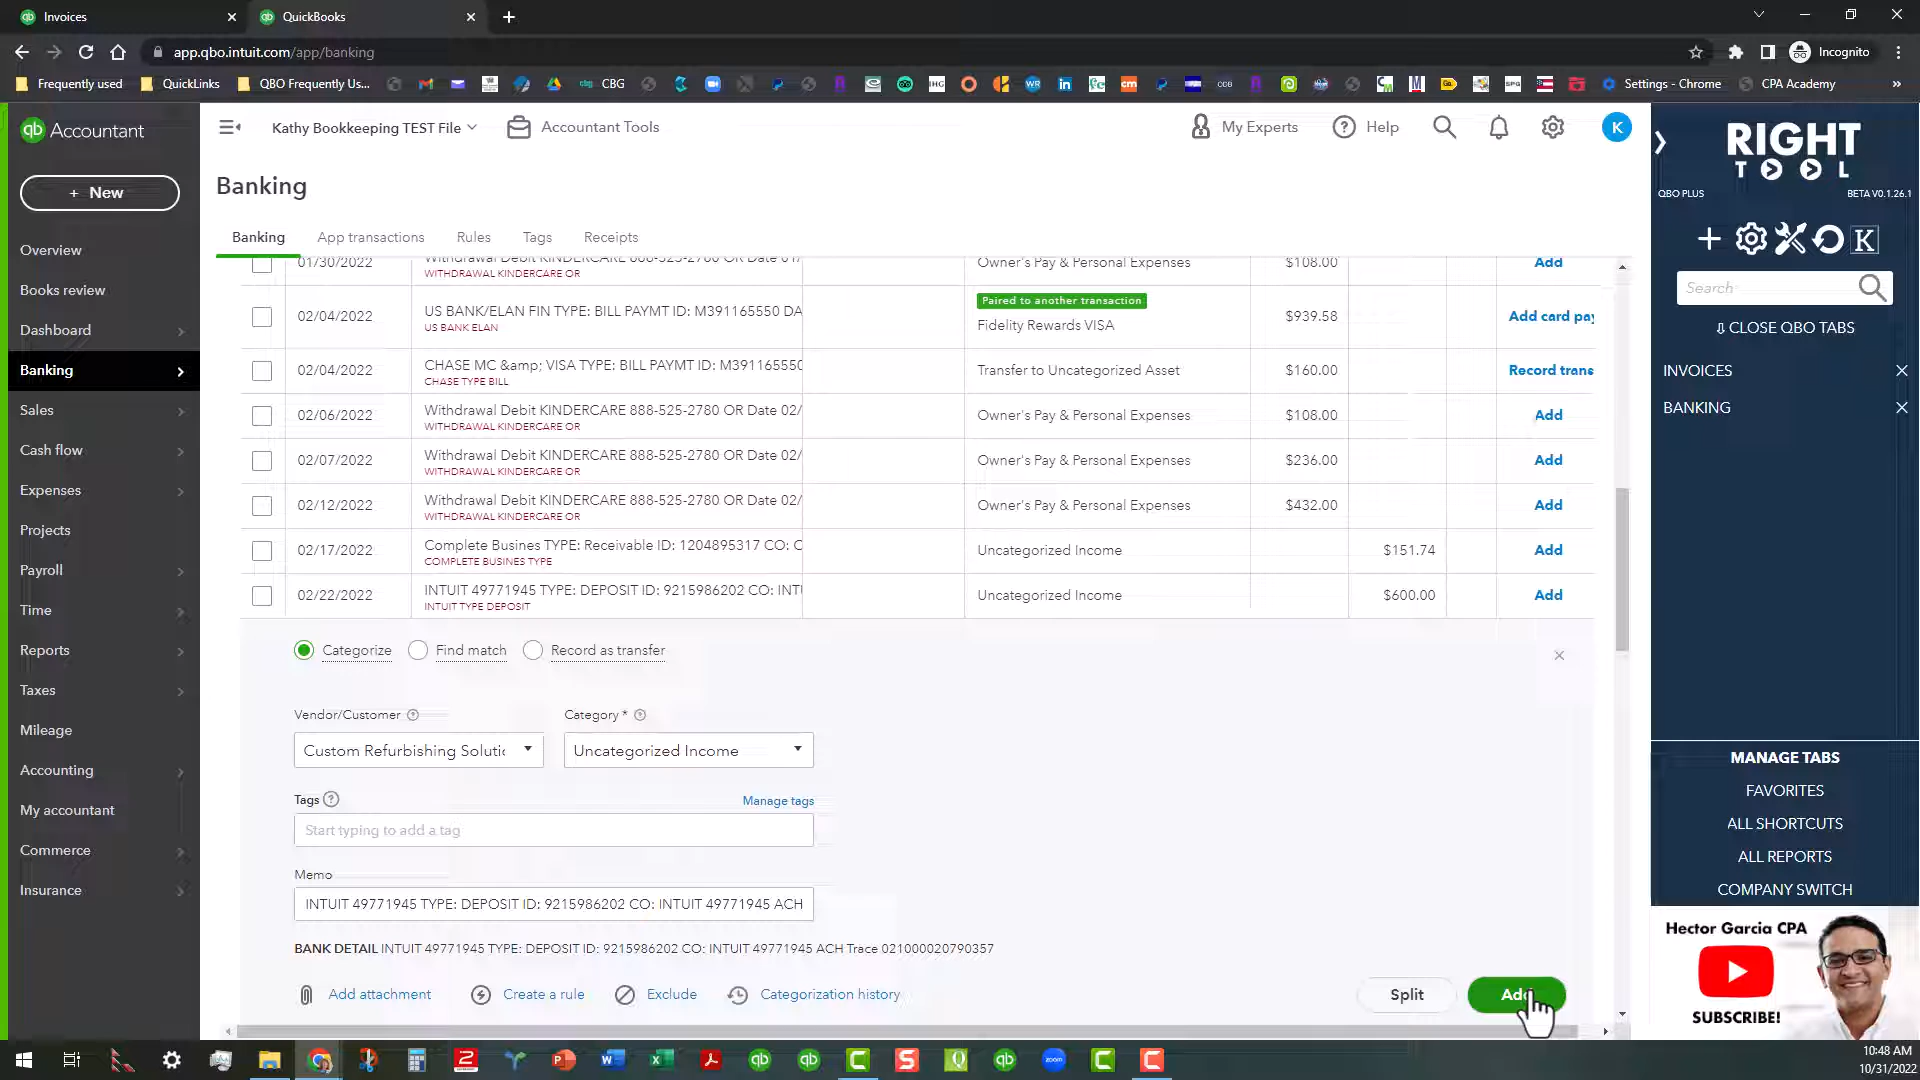 Invoices
QuickBooks
app.qbo.intuit.com/app/banking
Incognito
Frequently used
QuickLinks
QBO Frequently Us...
CBG
Settings - Chrome
CPA Academy
qb Accountant
+ New
Overview
Books review
Dashboard
Banking
Sales
Cash flow
Expenses
Projects
Payroll
Time
Reports
Taxes
Mileage
Accounting
My accountant
Commerce
Insurance
Kathy Bookkeeping TEST File
Accountant Tools
My Experts
Help
K
Banking
Banking App transactions Rules Tags Receipts
01/30/2022 Withdrawal Debit KINDERCARE 888-525-2780 OR Date 01/ Owner's Pay & Personal Expenses $108.00 Add
WITHDRAWAL KINDERCARE OR
Paired to another transaction
02/04/2022 US BANK/ELAN FIN TYPE: BILL PAYMT ID: M391165550 DA Fidelity Rewards VISA $939.58 Add card pay
US BANK ELAN
02/04/2022 CHASE MC &amp; VISA TYPE: BILL PAYMT ID: M391165550 Transfer to Uncategorized Asset $160.00 Record trans
CHASE TYPE BILL
02/06/2022 Withdrawal Debit KINDERCARE 888-525-2780 OR Date 02/ Owner's Pay & Personal Expenses $108.00 Add
WITHDRAWAL KINDERCARE OR
02/07/2022 Withdrawal Debit KINDERCARE 888-525-2780 OR Date 02/ Owner's Pay & Personal Expenses $236.00 Add
WITHDRAWAL KINDERCARE OR
02/12/2022 Withdrawal Debit KINDERCARE 888-525-2780 OR Date 02/ Owner's Pay & Personal Expenses $432.00 Add
WITHDRAWAL KINDERCARE OR
02/17/2022 Complete Busines TYPE: Receivable ID: 1204895317 CO: C Uncategorized Income $151.74 Add
COMPLETE BUSINES TYPE
02/22/2022 INTUIT 49771945 TYPE: DEPOSIT ID: 9215986202 CO: INTU Uncategorized Income $600.00 Add
INTUIT TYPE DEPOSIT
Categorize Find match Record as transfer
Vendor/Customer Category *
Custom Refurbishing Solutic Uncategorized Income
Tags Manage tags
Start typing to add a tag
Memo
INTUIT 49771945 TYPE: DEPOSIT ID: 9215986202 CO: INTUIT 49771945 ACH
BANK DETAIL INTUIT 49771945 TYPE: DEPOSIT ID: 9215986202 CO: INTUIT 49771945 ACH Trace 021000020790357
Add attachment Create a rule Exclude Categorization history
Split Add
RIGHT
TOOL
QBO PLUS BETA V0.1.26.1
K
Search
CLOSE QBO TABS
INVOICES
BANKING
MANAGE TABS
FAVORITES
ALL SHORTCUTS
ALL REPORTS
COMPANY SWITCH
Hector Garcia CPA
SUBSCRIBE!
10:48 AM
10/31/2022